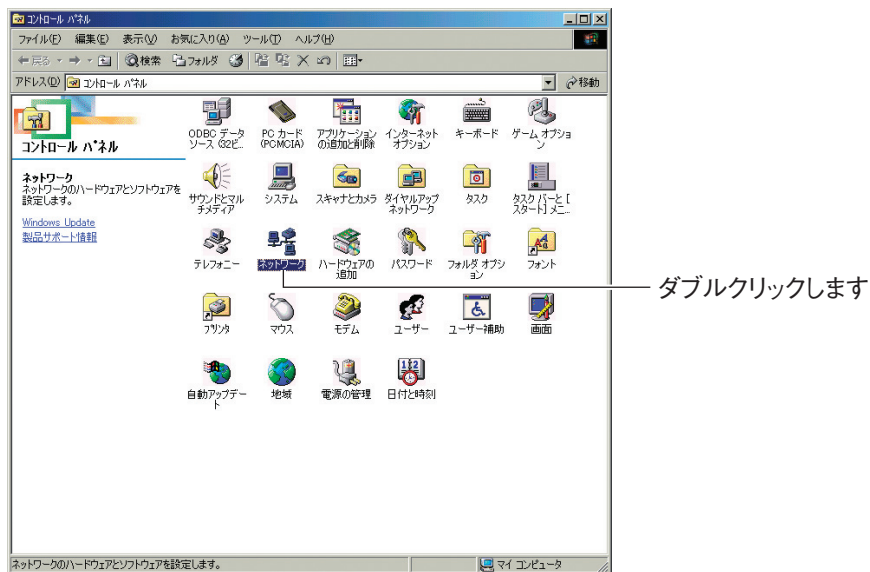 コントロール パネル
ファイル(F) 編集(E) 表示(V) お気に入り(A) ツール(T) ヘルプ(H)
戻る 検索 フォルダ
アドレス(D) コントロール パネル 移動
コントロール パネル
ネットワーク
ネットワークのハードウェアとソフトウェアを
設定します。
Windows Update
製品サポート情報
ODBC データ
ソース (32ビ...
PC カード
(PCMCIA)
アプリケーション
の追加と削除
インターネット
オプション
キーボード
ゲーム オプショ
ン
サウンドとマル
チメディア
システム
スキャナとカメラ
ダイヤルアップ
ネットワーク
タスク
タスク バーと [
スタート] メニ...
テレフォニー
ネットワーク
ハードウェアの
追加
パスワード
フォルダ オプシ
ョン
フォント
ダブルクリックします
プリンタ
マウス
モデム
ユーザー
ユーザー補助
画面
自動アップデー
ト
地域
電源の管理
日付と時刻
ネットワークのハードウェアとソフトウェアを設定します。
マイ コンピュータ